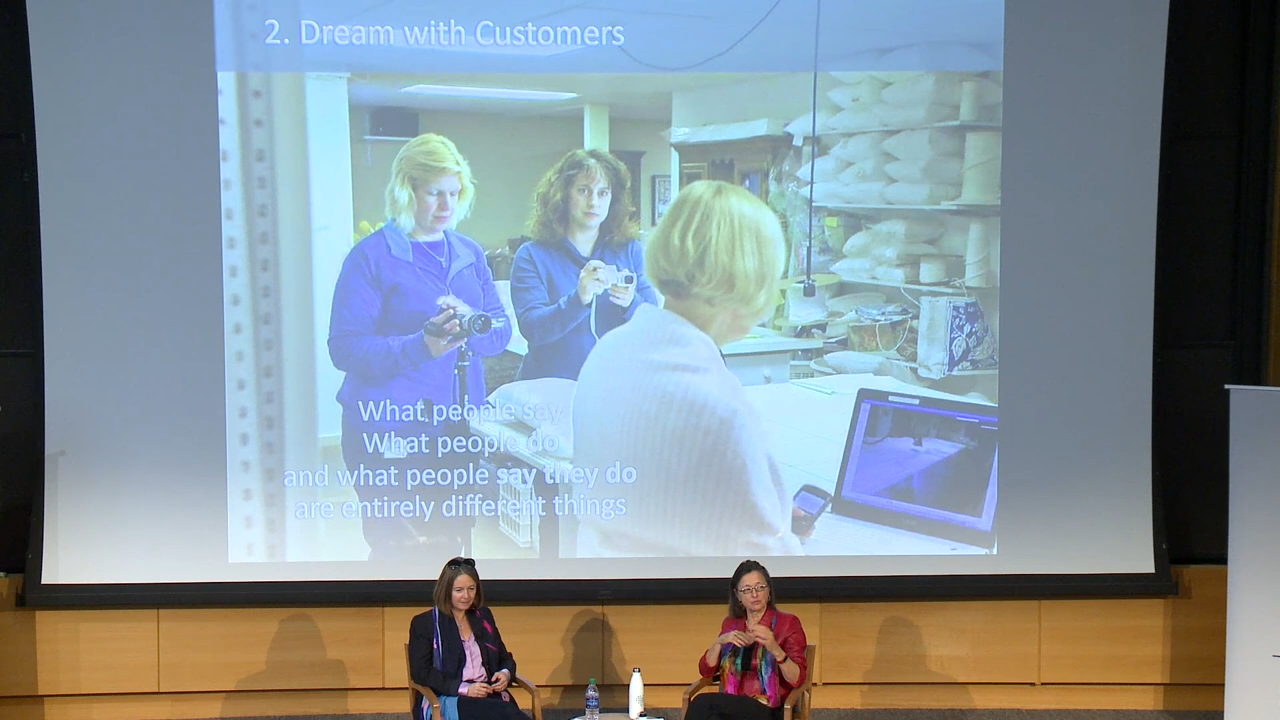 2. Dream with Customers
What people say
What people do
and what people say they do
are entirely different things